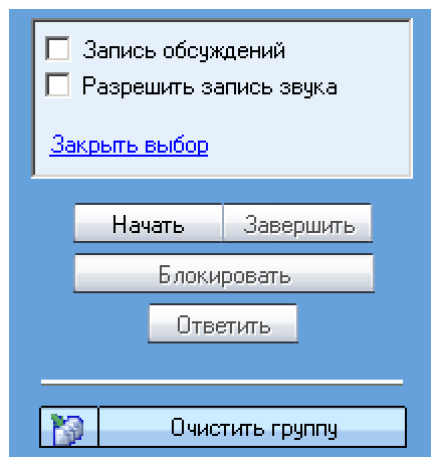 Запись обсуждений
Разрешить запись звука
Закрыть выбор
Начать Завершить
Блокировать
Ответить
Очистить группу